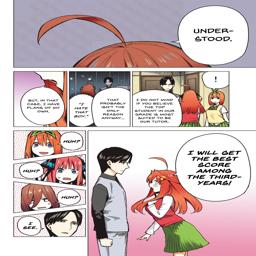 UNDER-
STOOD.
!
I DO NOT MIND
IF YOU BELIEVE
THE TOP
STUDENT IN OUR
GRADE IS MOST
SUITED TO BE
OUR TUTOR.
THAT
PROBABLY
ISN'T THE
ONLY
REASON
ANYWAY...
"I
HATE
THAT
BOY."
BUT, IN THAT
CASE, I HAVE
PLANS OF MY
OWN.
HUH?
HUH?
HUH?
I
SEE.
I WILL GET
THE BEST
SCORE
AMONG
THE THIRD-
YEARS!